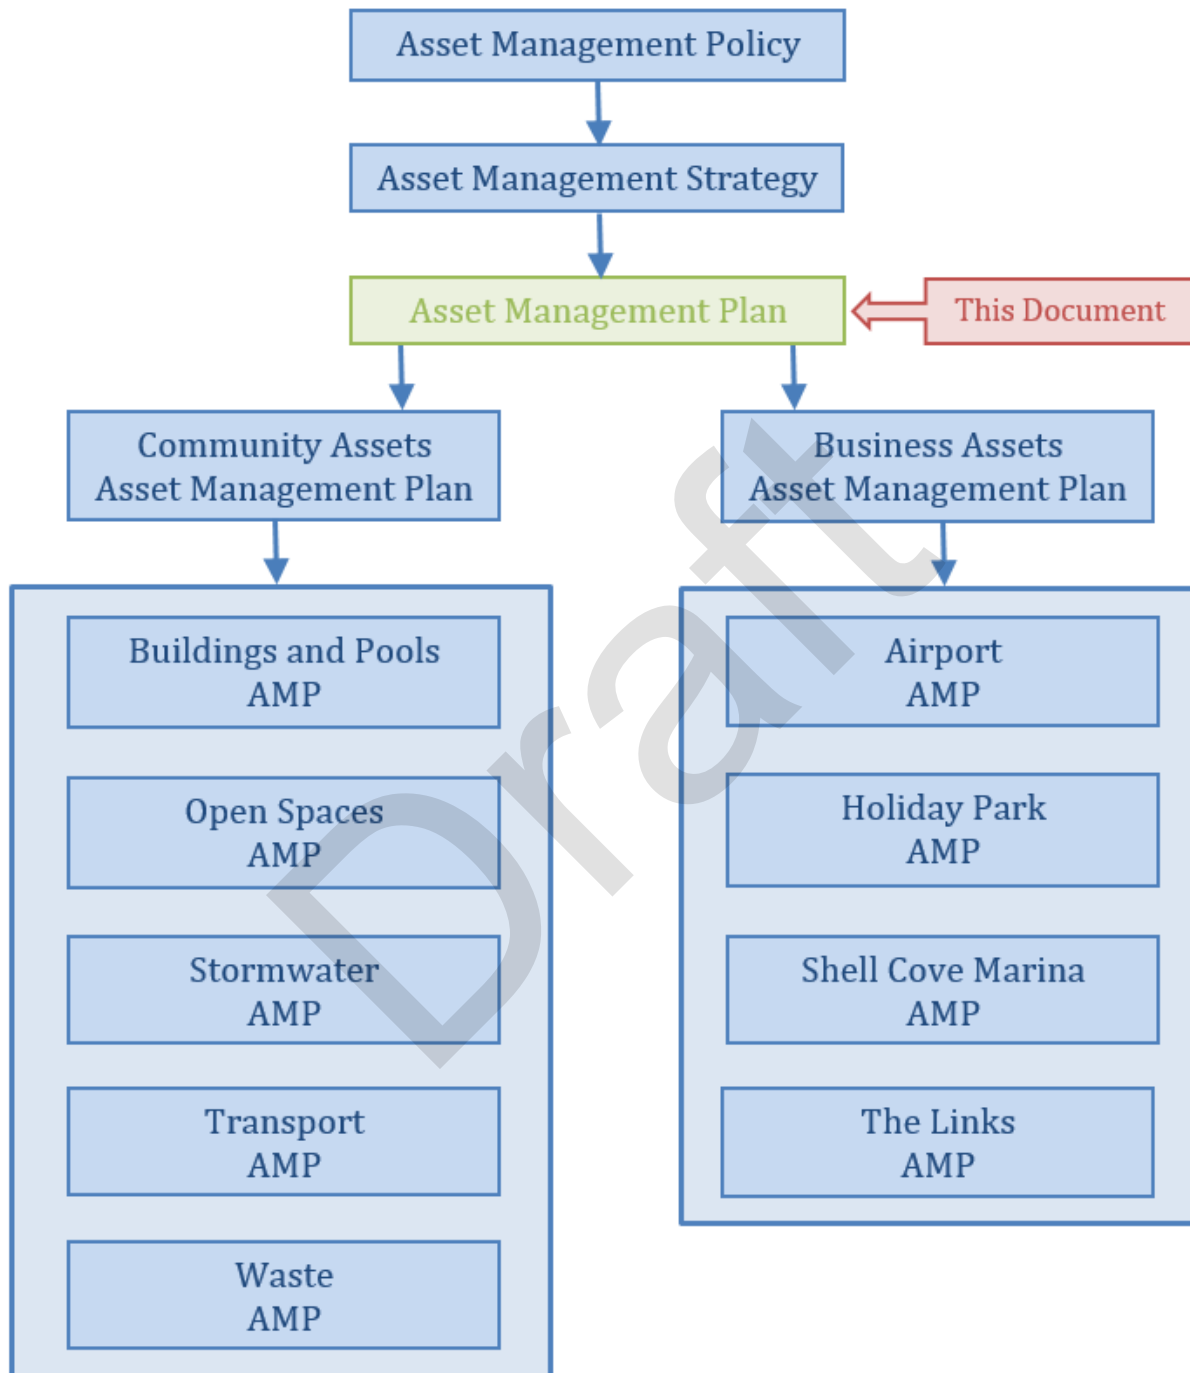 Asset Management Policy
Asset Management Strategy
Asset Management Plan
This Document
Community Assets
Asset Management Plan
Business Assets
Asset Management Plan
Buildings and Pools
AMP
Open Spaces
AMP
Stormwater
AMP
Transport
AMP
Waste
AMP
Airport
AMP
Holiday Park
AMP
Shell Cove Marina
AMP
The Links
AMP
Draft